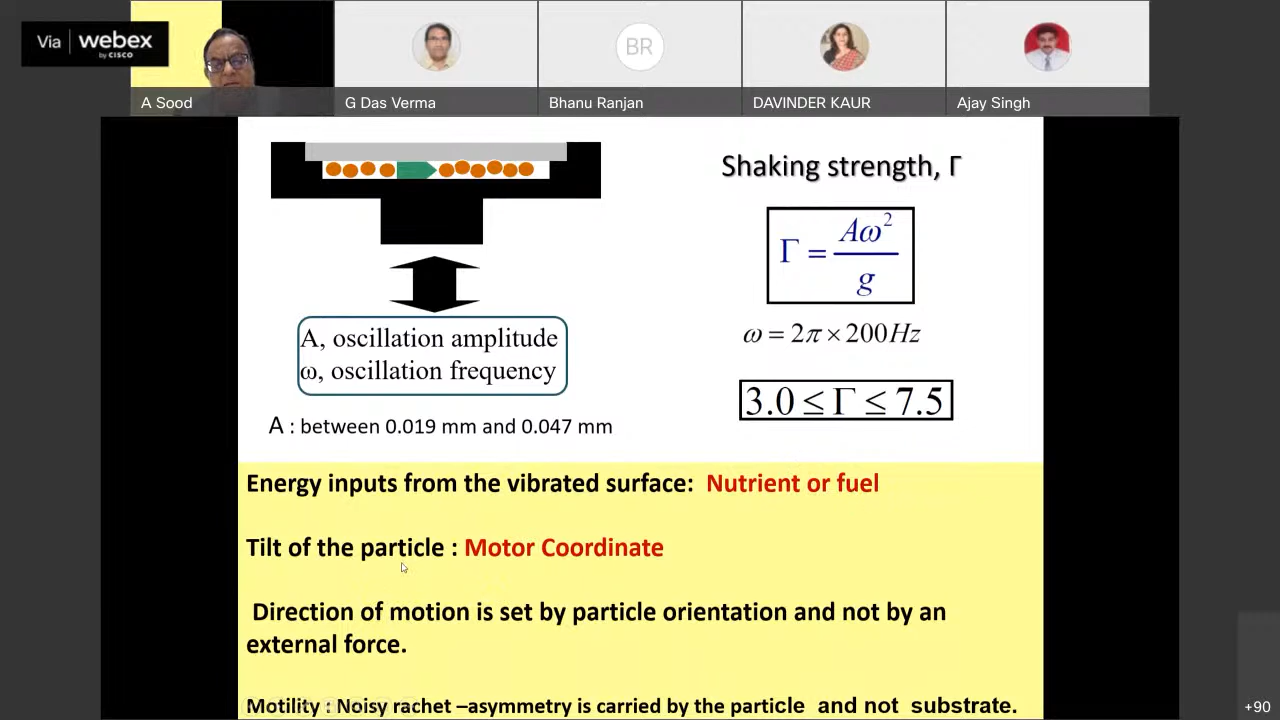 Via webex
by CISCO
BR
A Sood
G Das Verma
Bhanu Ranjan
DAVINDER KAUR
Ajay Singh
Shaking strength, Γ
Γ = Aω² / g
ω = 2π × 200Hz
3.0 ≤ Γ ≤ 7.5
A, oscillation amplitude
ω, oscillation frequency
A : between 0.019 mm and 0.047 mm
Energy inputs from the vibrated surface: Nutrient or fuel
Tilt of the particle : Motor Coordinate
Direction of motion is set by particle orientation and not by an
external force.
Motility : Noisy rachet –asymmetry is carried by the particle and not substrate.
+90